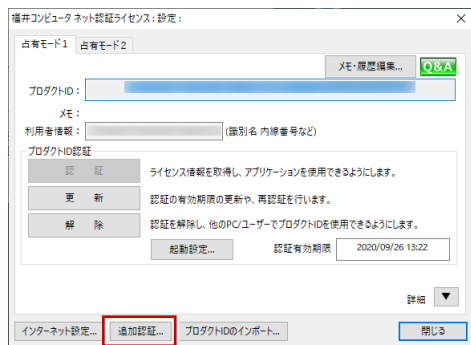 福井コンピュータ ネット認証ライセンス : 設定 :
占有モード1 占有モード2
メモ・履歴編集... Q&A
プロダクトID :
メモ :
利用者情報 : (識別名 内線番号など)
プロダクトID認証
認 証 ライセンス情報を取得し、アプリケーションを使用できるようにします。
更 新 認証の有効期限の更新や、再認証を行います。
解 除 認証を解除し、他のPC/ユーザーでプロダクトIDを使用できるようにします。
起動設定... 認証有効期限 2020/09/26 13:22
詳細 ▼
インターネット設定... 追加認証... プロダクトIDのインポート... 閉じる